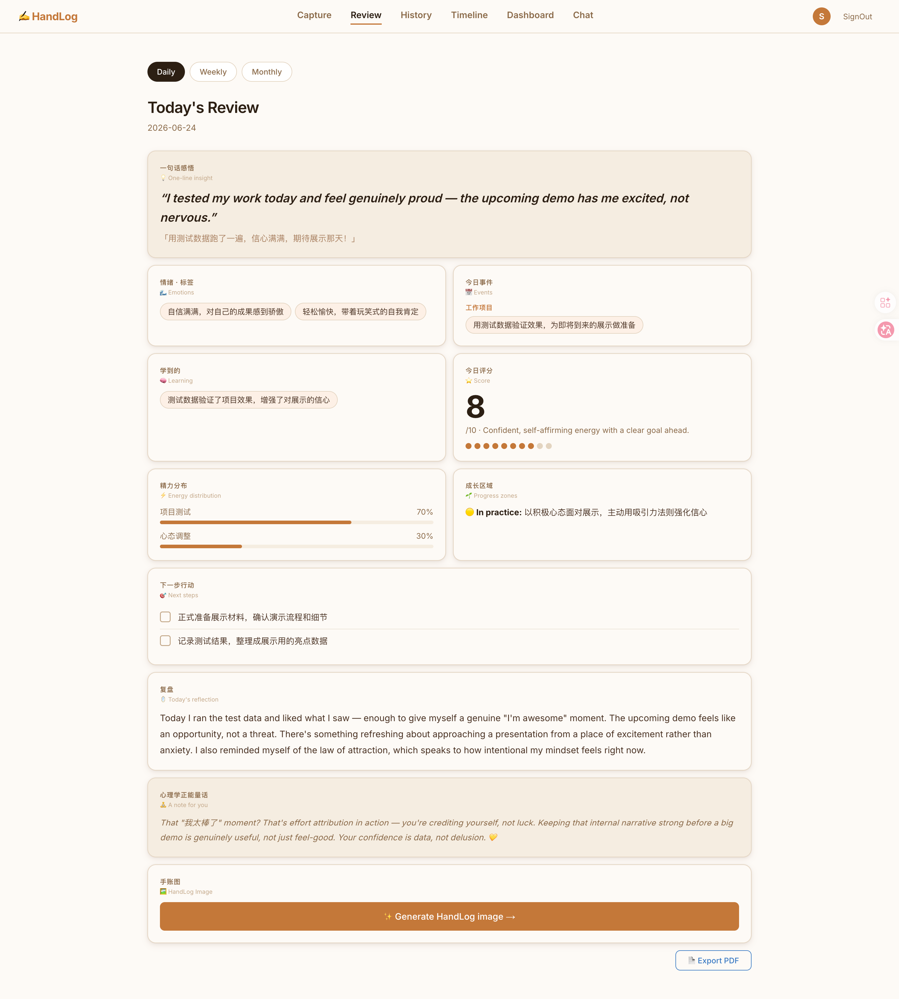 ✍️ HandLog
Capture
Review
History
Timeline
Dashboard
Chat
S
SignOut
Daily
Weekly
Monthly
Today's Review
2026-06-24
一句话感悟
💡 One-line insight
“I tested my work today and feel genuinely proud — the upcoming demo has me excited, not
nervous.”
「用测试数据跑了一遍，信心满满，期待展示那天！」
情绪 · 标签
🌊 Emotions
自信满满，对自己的成果感到骄傲
轻松愉快，带着玩笑式的自我肯定
今日事件
📅 Events
工作项目
用测试数据验证效果，为即将到来的展示做准备
学到的
🧠 Learning
测试数据验证了项目效果，增强了对展示的信心
今日评分
⭐ Score
8
/10 · Confident, self-affirming energy with a clear goal ahead.
精力分布
⚡ Energy distribution
项目测试 70%
心态调整 30%
成长区域
🌱 Progress zones
🟡 In practice: 以积极心态面对展示，主动用吸引力法则强化信心
下一步行动
🎯 Next steps
正式准备展示材料，确认演示流程和细节
记录测试结果，整理成展示用的亮点数据
复盘
🪞 Today's reflection
Today I ran the test data and liked what I saw — enough to give myself a genuine "I'm awesome" moment. The upcoming demo feels like
an opportunity, not a threat. There's something refreshing about approaching a presentation from a place of excitement rather than
anxiety. I also reminded myself of the law of attraction, which speaks to how intentional my mindset feels right now.
心理学正能量话
🧘 A note for you
That "我太棒了" moment? That's effort attribution in action — you're crediting yourself, not luck. Keeping that internal narrative strong before a big
demo is genuinely useful, not just feel-good. Your confidence is data, not delusion. 💛
手账图
🖼️ HandLog Image
✨ Generate HandLog image →
📄 Export PDF